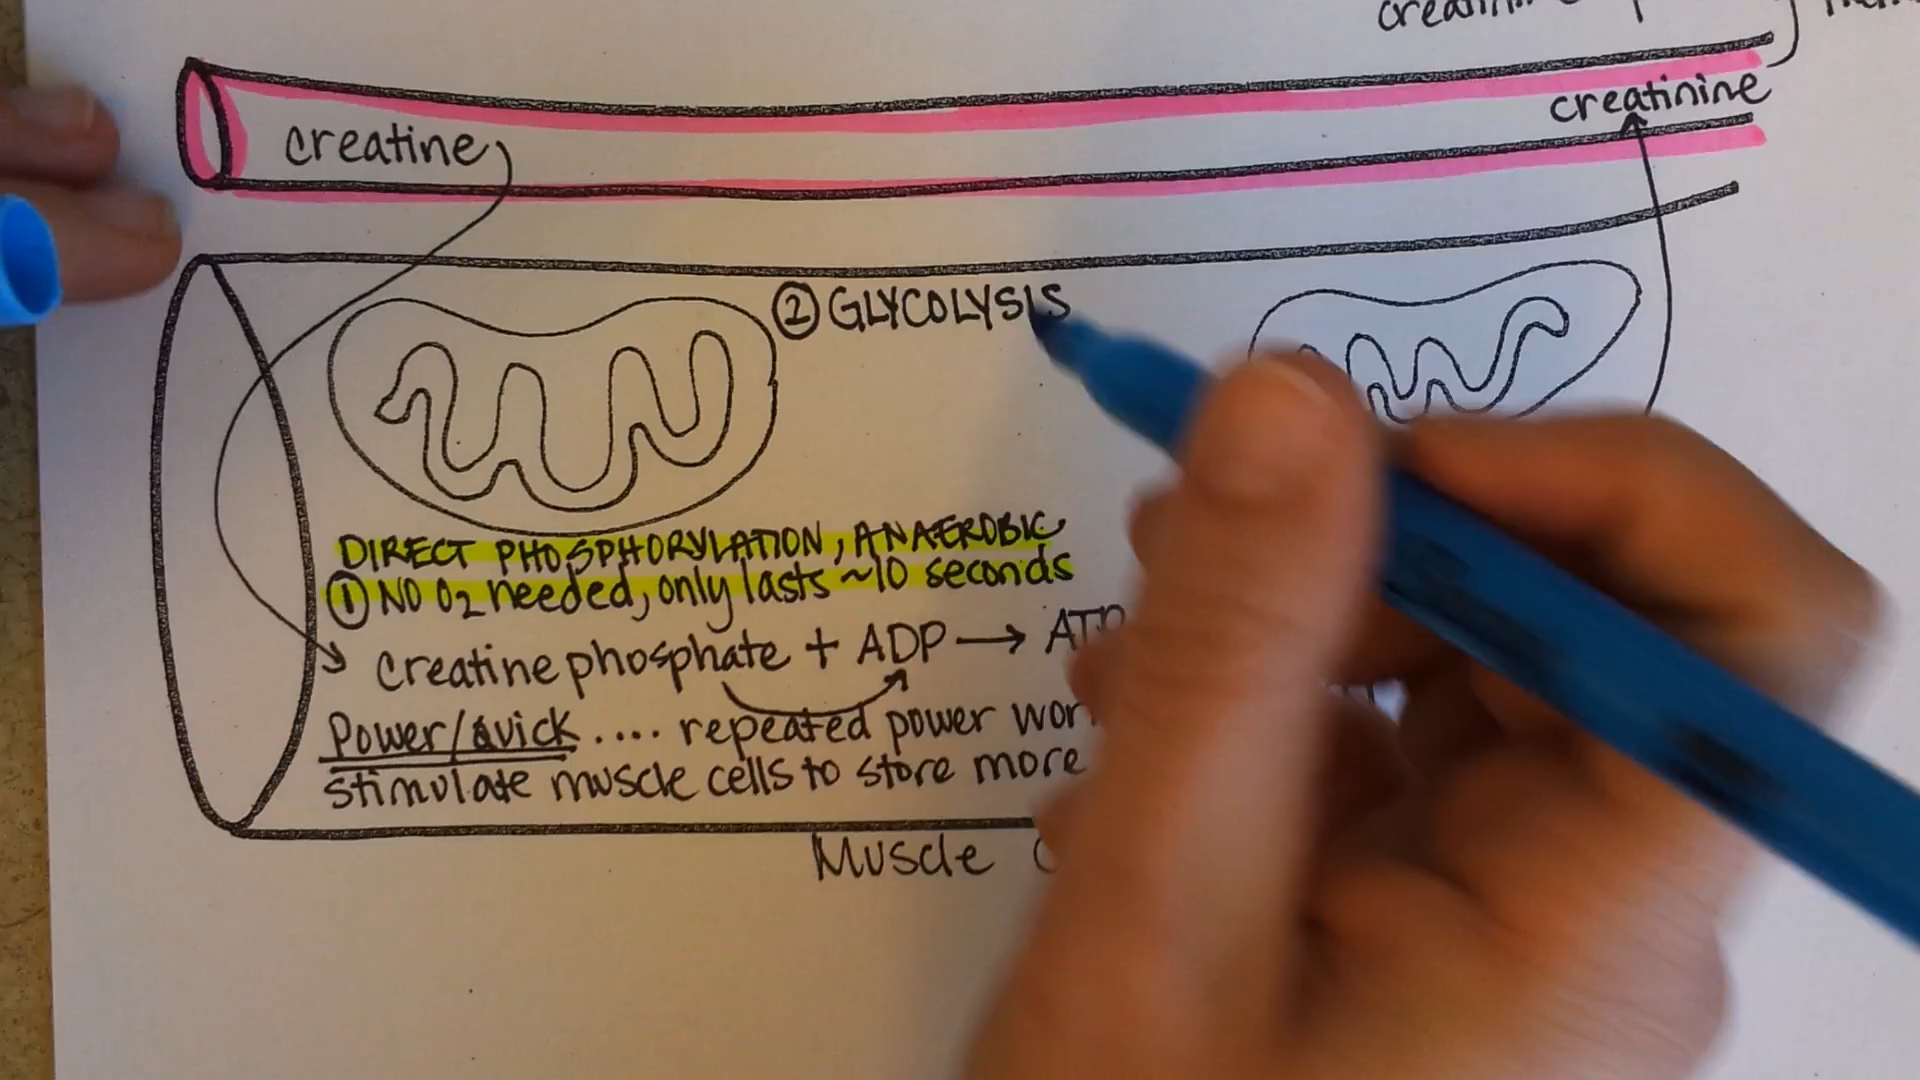 creatinine
creatine
② GLYCOLYSIS
DIRECT PHOSPHORYLATION, ANAEROBIC
① NO O2 needed, only lasts ~10 seconds
Creatine phosphate + ADP → ATP
Power/Quick .... repeated power
stimulate muscle cells to store more
Muscle